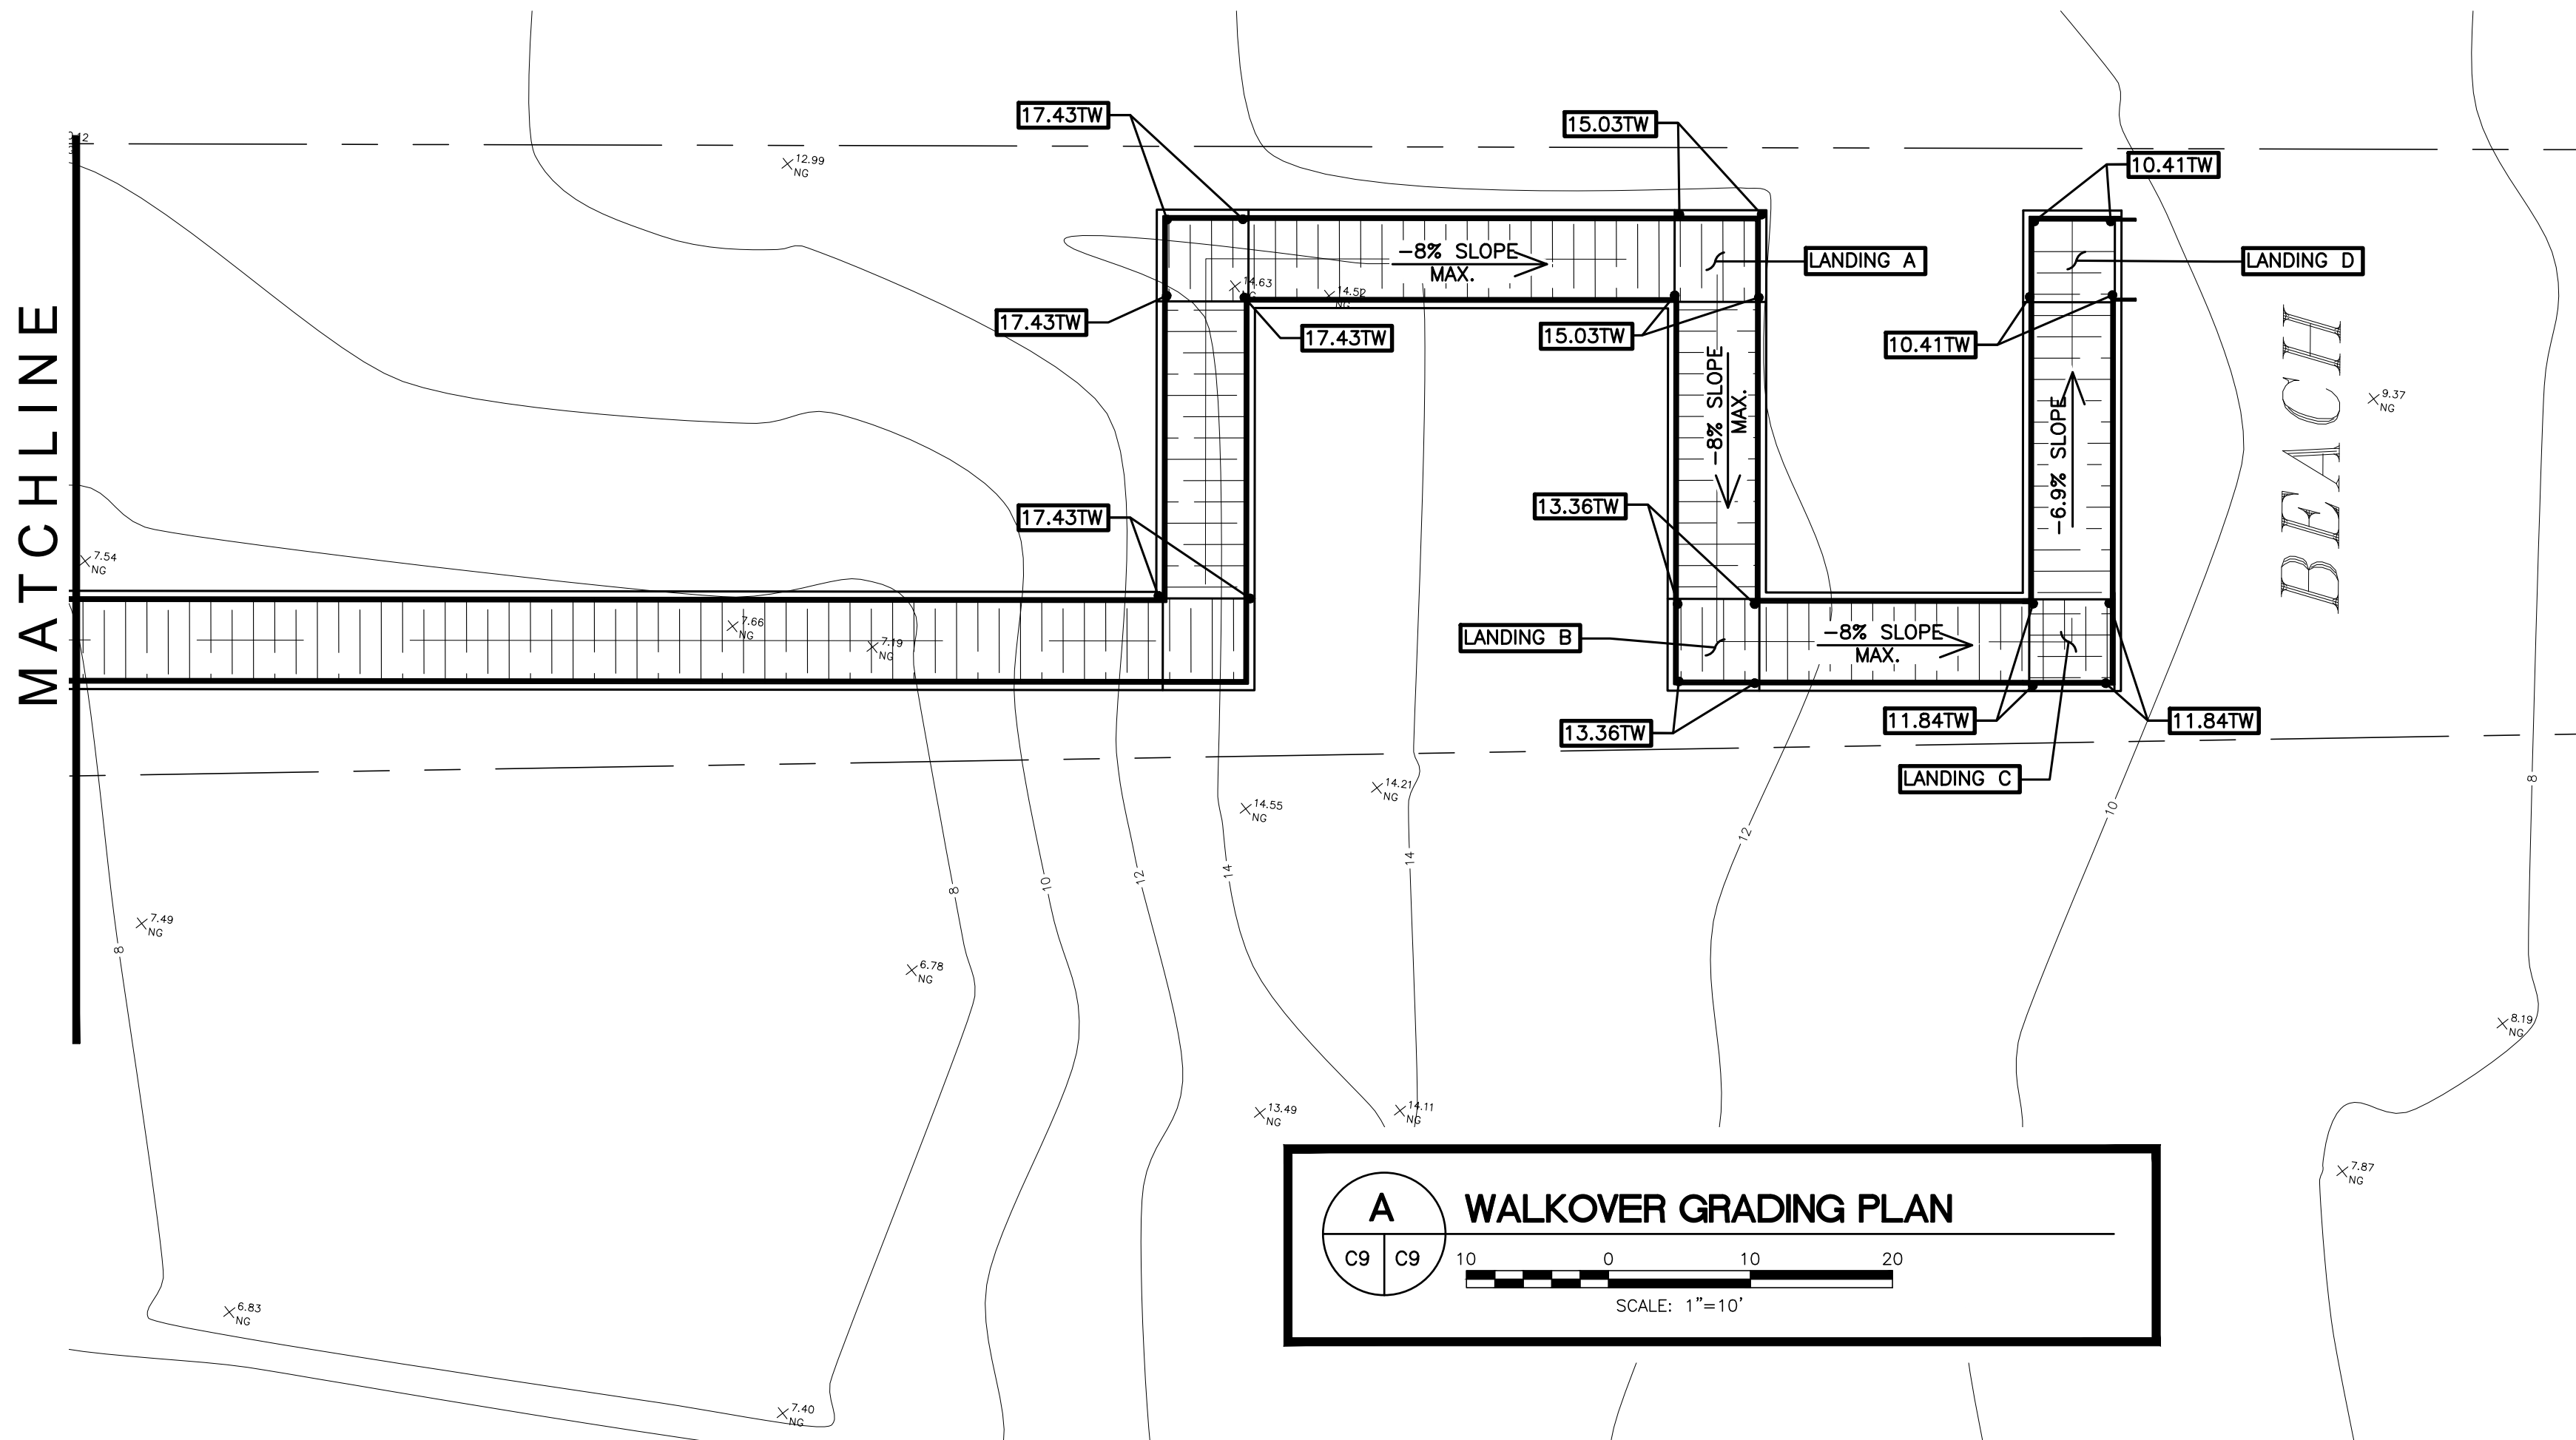 12.99
NG
17.43TW
15.03TW
10.41TW
-8% SLOPE
MAX.
LANDING A
LANDING D
14.63
14.52
NG
17.43TW
17.43TW
15.03TW
10.41TW
MATCHLINE
-8% SLOPE
MAX.
-6.9% SLOPE
BEACH
9.37
NG
17.43TW
13.36TW
7.54
NG
7.66
NG
7.19
NG
LANDING B
-8% SLOPE
MAX.
13.36TW
11.84TW
11.84TW
LANDING C
14.21
NG
14.55
NG
8
10
12
14
14
12
10
8
8
7.49
NG
6.78
NG
8.19
NG
13.49
NG
14.11
NG
7.87
NG
A
C9
C9
WALKOVER GRADING PLAN
10 0 10 20
SCALE: 1"=10'
6.83
NG
7.40
NG